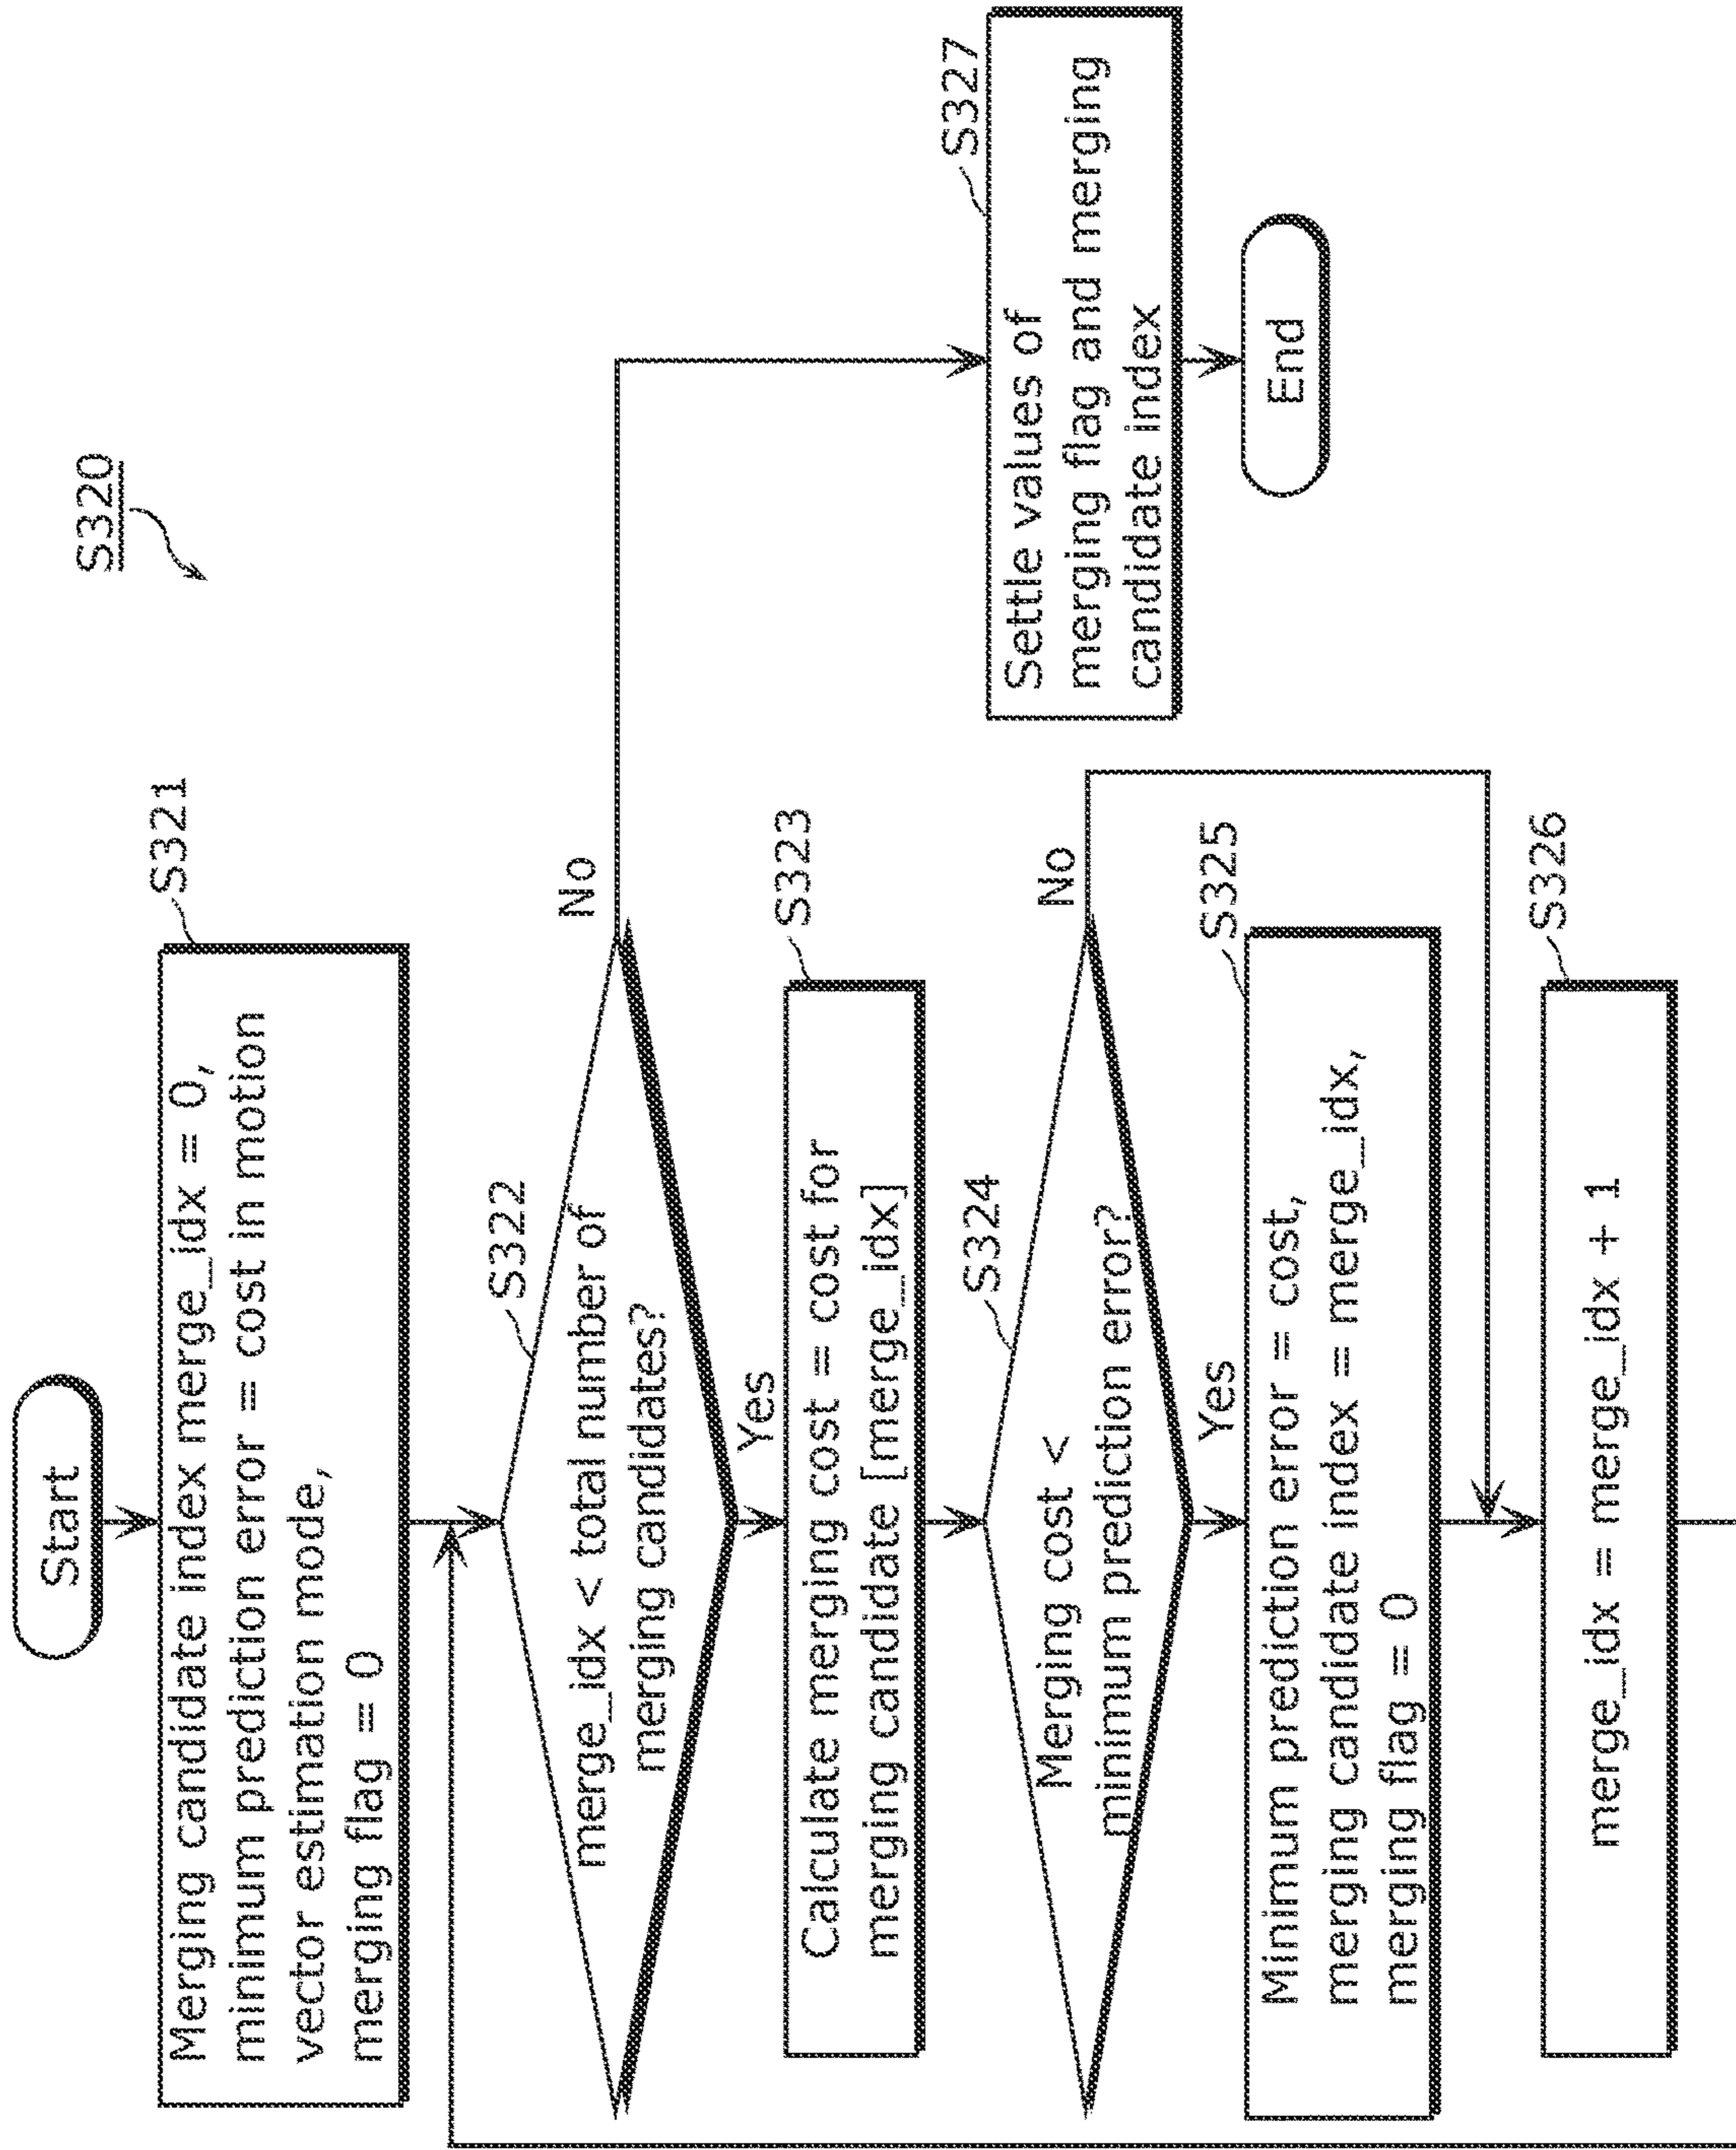 S320
Start
S321
Merging candidate index merge_idx = 0,
minimum prediction error = cost in motion
vector estimation mode,
merging flag = 0
S322
merge_idx < total number of
merging candidates?
No
Yes
S323
Calculate merging cost = cost for
merging candidate [merge_idx]
S324
Merging cost <
minimum prediction error?
No
Yes
S325
Minimum prediction error = cost,
merging candidate index = merge_idx,
merging flag = 0
S326
merge_idx = merge_idx + 1
S327
Settle values of
merging flag and merging
candidate index
End